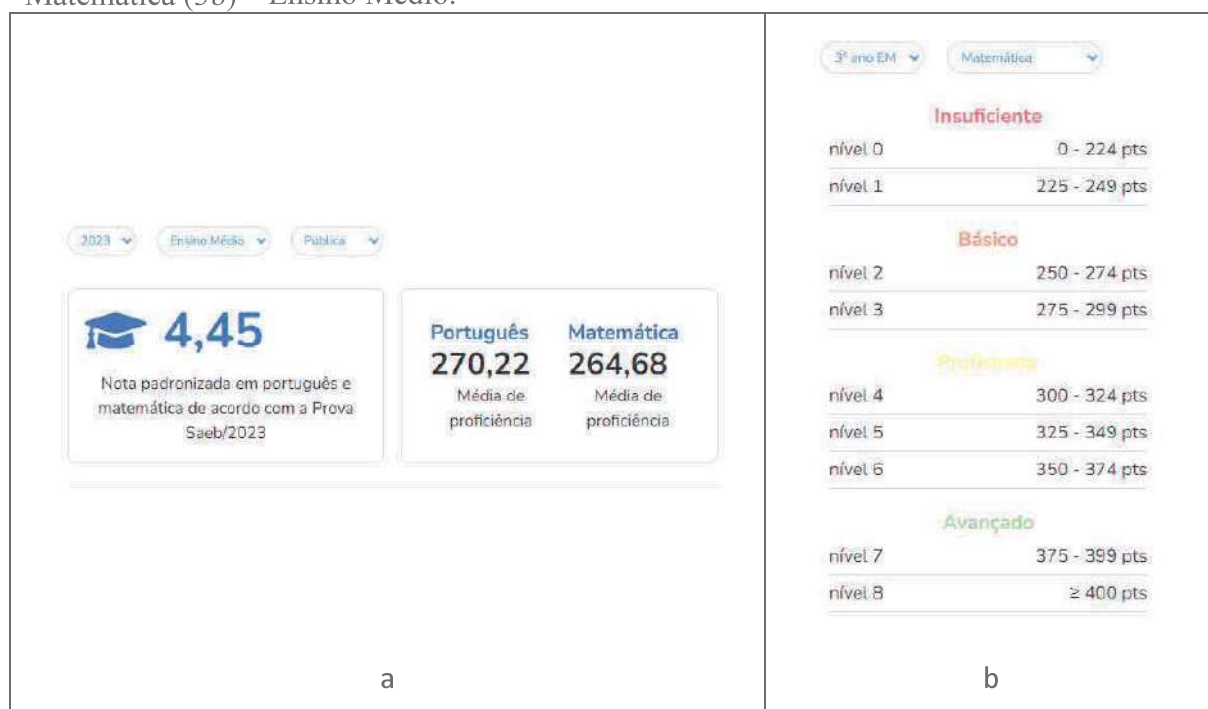 Matemática (5b) – Ensino Médio.
2023 Ensino Médio Pública
4,45
Nota padronizada em português e
matemática de acordo com a Prova
Saeb/2023
Português Matemática
270,22 264,68
Média de Média de
proficiência proficiência
a
3º ano EM Matemática
Insuficiente
nível 0 0 - 224 pts
nível 1 225 - 249 pts
Básico
nível 2 250 - 274 pts
nível 3 275 - 299 pts
Proficiente
nível 4 300 - 324 pts
nível 5 325 - 349 pts
nível 6 350 - 374 pts
Avançado
nível 7 375 - 399 pts
nível 8 ≥ 400 pts
b